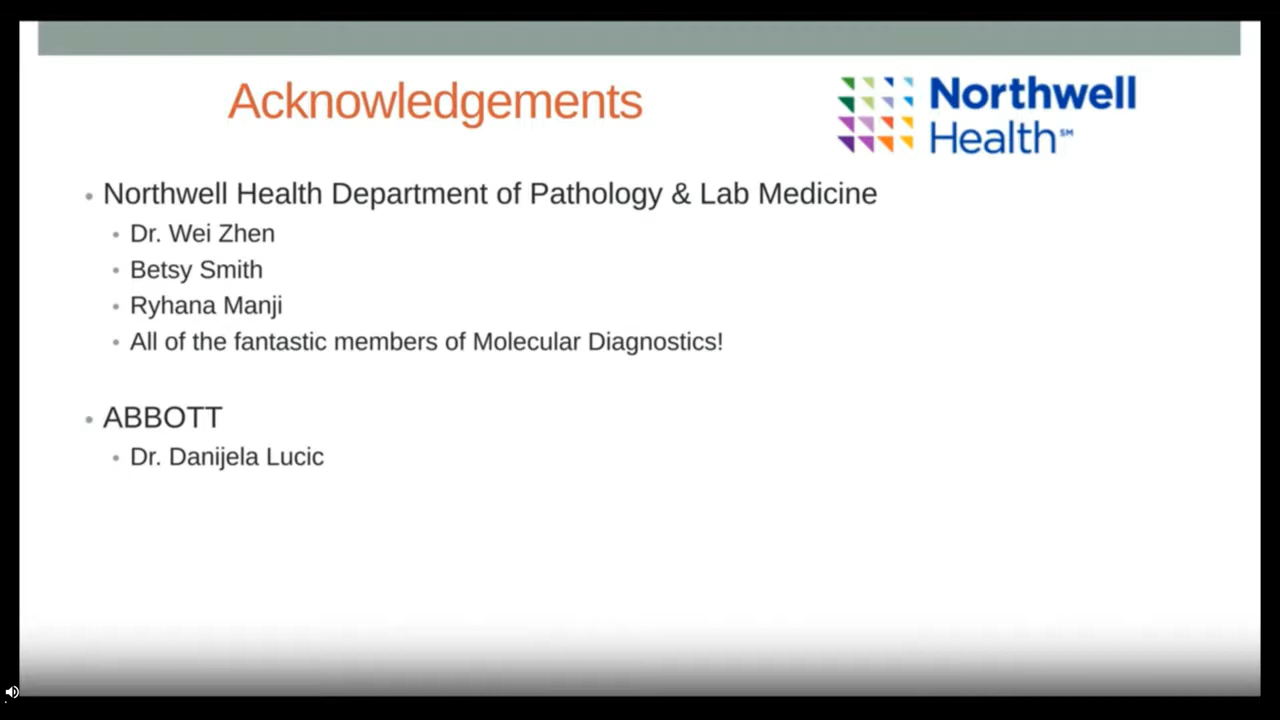 Acknowledgements
Northwell
Health℠
• Northwell Health Department of Pathology & Lab Medicine
• Dr. Wei Zhen
• Betsy Smith
• Ryhana Manji
• All of the fantastic members of Molecular Diagnostics!
• ABBOTT
• Dr. Danijela Lucic